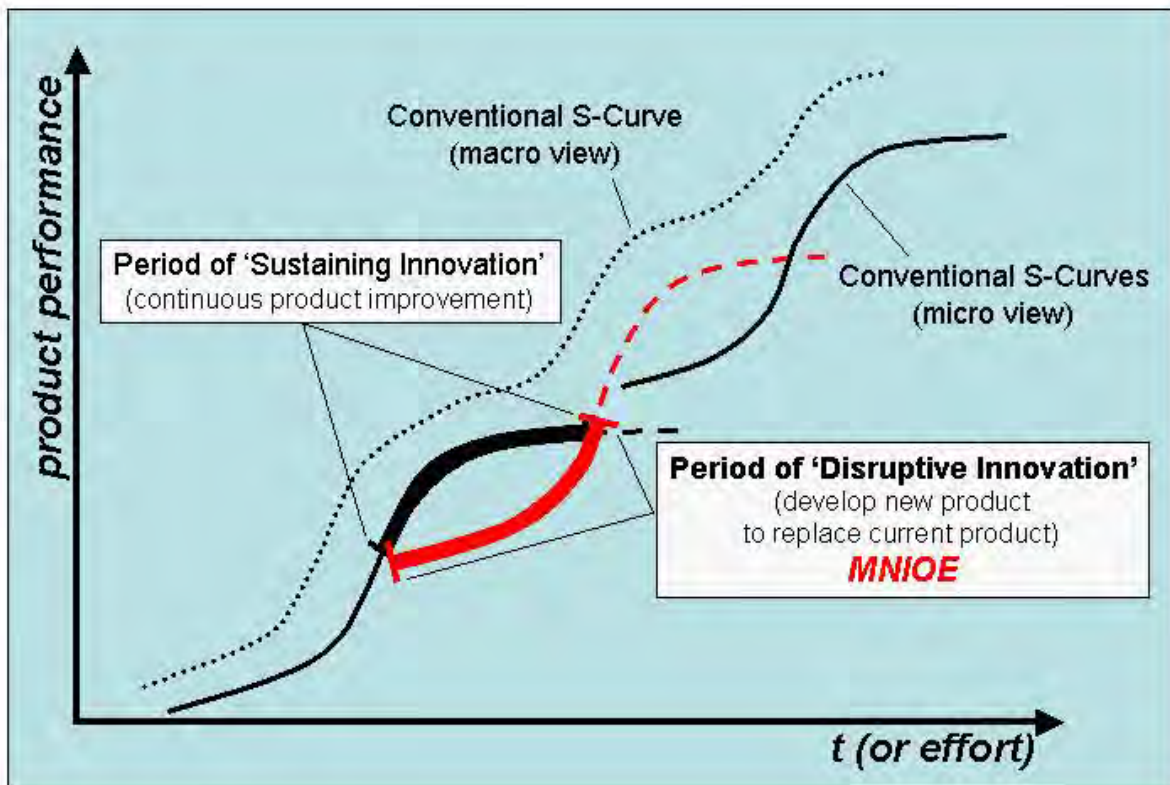 product performance
Conventional S-Curve
(macro view)
Period of 'Sustaining Innovation'
(continuous product improvement)
Conventional S-Curves
(micro view)
Period of 'Disruptive Innovation'
(develop new product
to replace current product)
MNIOE
t (or effort)